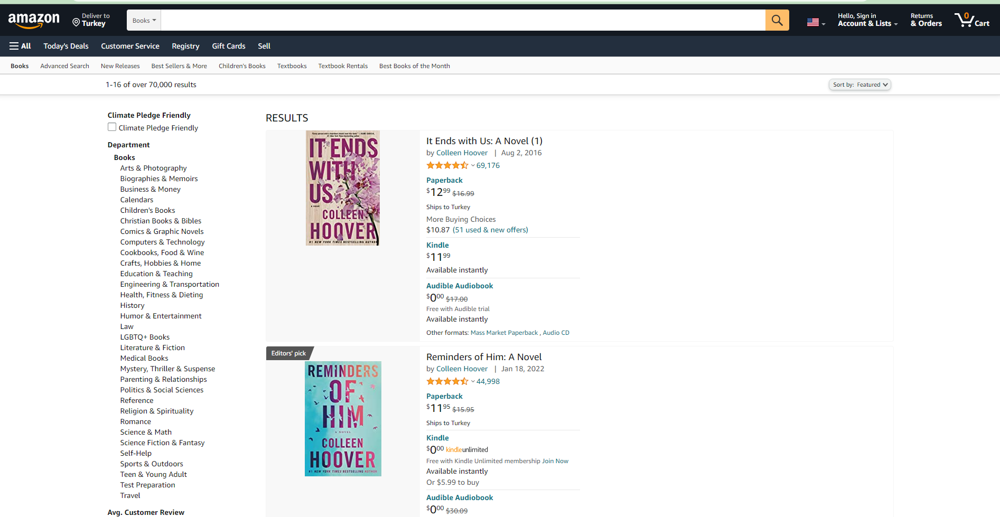 amazon
Deliver to
Turkey
Books
Hello, Sign in
Account & Lists
Returns
& Orders
0
Cart
All
Today's Deals
Customer Service
Registry
Gift Cards
Sell
Books
Advanced Search
New Releases
Best Sellers & More
Children's Books
Textbooks
Textbook Rentals
Best Books of the Month
1-16 of over 70,000 results
Sort by: Featured
Climate Pledge Friendly
Climate Pledge Friendly
Department
Books
Arts & Photography
Biographies & Memoirs
Business & Money
Calendars
Children's Books
Christian Books & Bibles
Comics & Graphic Novels
Computers & Technology
Cookbooks, Food & Wine
Crafts, Hobbies & Home
Education & Teaching
Engineering & Transportation
Health, Fitness & Dieting
History
Humor & Entertainment
Law
LGBTQ+ Books
Literature & Fiction
Medical Books
Mystery, Thriller & Suspense
Parenting & Relationships
Politics & Social Sciences
Reference
Religion & Spirituality
Romance
Science & Math
Science Fiction & Fantasy
Self-Help
Sports & Outdoors
Teen & Young Adult
Test Preparation
Travel
Avg. Customer Review
RESULTS
IT ENDS
WITH
US
a novel
COLLEEN
HOOVER
#1 NEW YORK TIMES BESTSELLING AUTHOR
It Ends with Us: A Novel (1)
by Colleen Hoover | Aug 2, 2016
69,176
Paperback
$1299 $16.99
Ships to Turkey
More Buying Choices
$10.87 (51 used & new offers)
Kindle
$1199
Available instantly
Audible Audiobook
$000 $17.00
Free with Audible trial
Available instantly
Other formats: Mass Market Paperback , Audio CD
Editors' pick
REMINDERS
OF
HIM
A NOVEL
COLLEEN
HOOVER
#1 NEW YORK TIMES BESTSELLING AUTHOR
Reminders of Him: A Novel
by Colleen Hoover | Jan 18, 2022
44,998
Paperback
$1195 $15.95
Ships to Turkey
Kindle
$000 kindleunlimited
Free with Kindle Unlimited membership Join Now
Available instantly
Or $5.99 to buy
Audible Audiobook
$000 $30.09